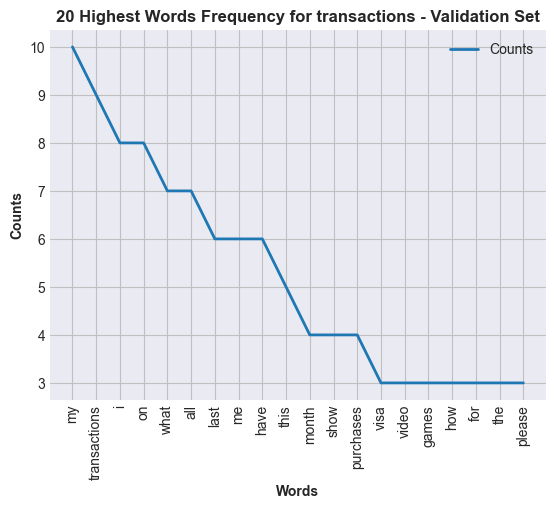 20 Highest Words Frequency for transactions - Validation Set
Counts
Counts
10
9
8
7
6
5
4
3
my
transactions
i
on
what
all
last
me
have
this
month
show
purchases
visa
video
games
how
for
the
please
Words